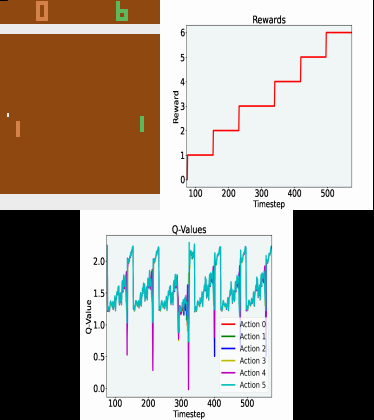 0 6
Rewards
6
5
4
3
2
1
0
Reward
100 200 300 400 500
Timestep
Q-Values
2.0
1.5
1.0
0.5
0.0
Q-Value
Action 0
Action 1
Action 2
Action 3
Action 4
Action 5
100 200 300 400 500
Timestep